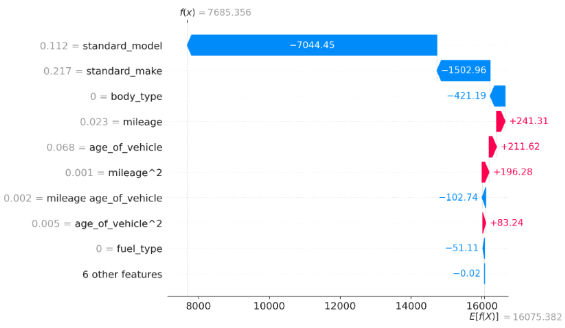 f(x) = 7685.356
0.112 = standard_model −7044.45
0.217 = standard_make −1502.96
0 = body_type −421.19
0.023 = mileage +241.31
0.068 = age_of_vehicle +211.62
0.001 = mileage^2 +196.28
0.002 = mileage age_of_vehicle −102.74
0.005 = age_of_vehicle^2 +83.24
0 = fuel_type −51.11
6 other features −0.02
8000 10000 12000 14000 16000
E[f(X)] = 16075.382